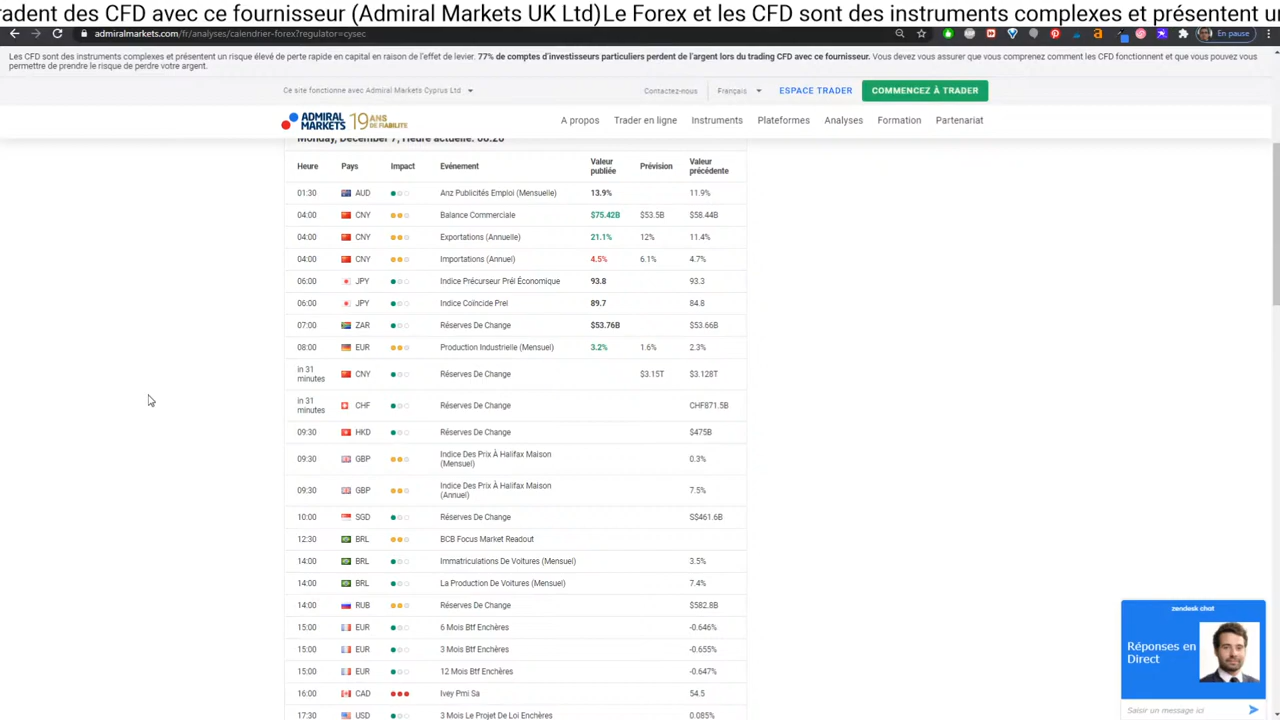 radent des CFD avec ce fournisseur (Admiral Markets UK Ltd)Le Forex et les CFD sont des instruments complexes et présentent un
admiralmarkets.com/fr/analyses/calendrier-forex?regulator=cysec
En pause
Les CFD sont des instruments complexes et présentent un risque élevé de perte rapide en capital en raison de l'effet de levier. 77% de comptes d'investisseurs particuliers perdent de l'argent lors du trading CFD avec ce fournisseur. Vous devez vous assurer que vous comprenez comment les CFD fonctionnent et que vous pouvez vous
permettre de prendre le risque de perdre votre argent.
Ce site fonctionne avec Admiral Markets Cyprus Ltd
Contactez-nous Français ESPACE TRADER COMMENCEZ À TRADER
ADMIRAL MARKETS 19 ANS DE FIABILITE
A propos Trader en ligne Instruments Plateformes Analyses Formation Partenariat
Monday, December 7, Heure actuelle: 08:28
Heure Pays Impact Evénement Valeur publiée Prévision Valeur précédente
01:30 AUD Anz Publicités Emploi (Mensuelle) 13.9% 11.9%
04:00 CNY Balance Commerciale $75.42B $53.5B $58.44B
04:00 CNY Exportations (Annuelle) 21.1% 12% 11.4%
04:00 CNY Importations (Annuel) 4.5% 6.1% 4.7%
06:00 JPY Indice Précurseur Prél Économique 93.8 93.3
06:00 JPY Indice Coïncide Prel 89.7 84.8
07:00 ZAR Réserves De Change $53.76B $53.66B
08:00 EUR Production Industrielle (Mensuel) 3.2% 1.6% 2.3%
in 31 minutes CNY Réserves De Change $3.15T $3.128T
in 31 minutes CHF Réserves De Change CHF871.5B
09:30 HKD Réserves De Change $475B
09:30 GBP Indice Des Prix À Halifax Maison (Mensuel) 0.3%
09:30 GBP Indice Des Prix À Halifax Maison (Annuel) 7.5%
10:00 SGD Réserves De Change S$461.6B
12:30 BRL BCB Focus Market Readout
14:00 BRL Immatriculations De Voitures (Mensuel) 3.5%
14:00 BRL La Production De Voitures (Mensuel) 7.4%
14:00 RUB Réserves De Change $582.8B
15:00 EUR 6 Mois Btf Enchères -0.646%
15:00 EUR 3 Mois Btf Enchères -0.655%
15:00 EUR 12 Mois Btf Enchères -0.647%
16:00 CAD Ivey Pmi Sa 54.5
17:30 USD 3 Mois Le Projet De Loi Enchères 0.085%
zendesk chat
Réponses en
Direct
Saisir un message ici